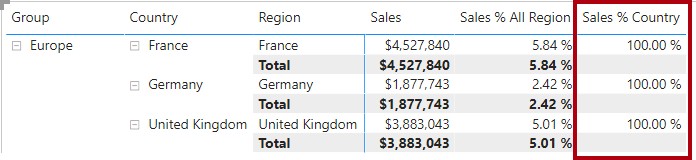 Group Country Region Sales Sales % All Region Sales % Country
Europe France France $4,527,840 5.84 % 100.00 %
Total $4,527,840 5.84 %
Germany Germany $1,877,743 2.42 % 100.00 %
Total $1,877,743 2.42 %
United Kingdom United Kingdom $3,883,043 5.01 % 100.00 %
Total $3,883,043 5.01 %